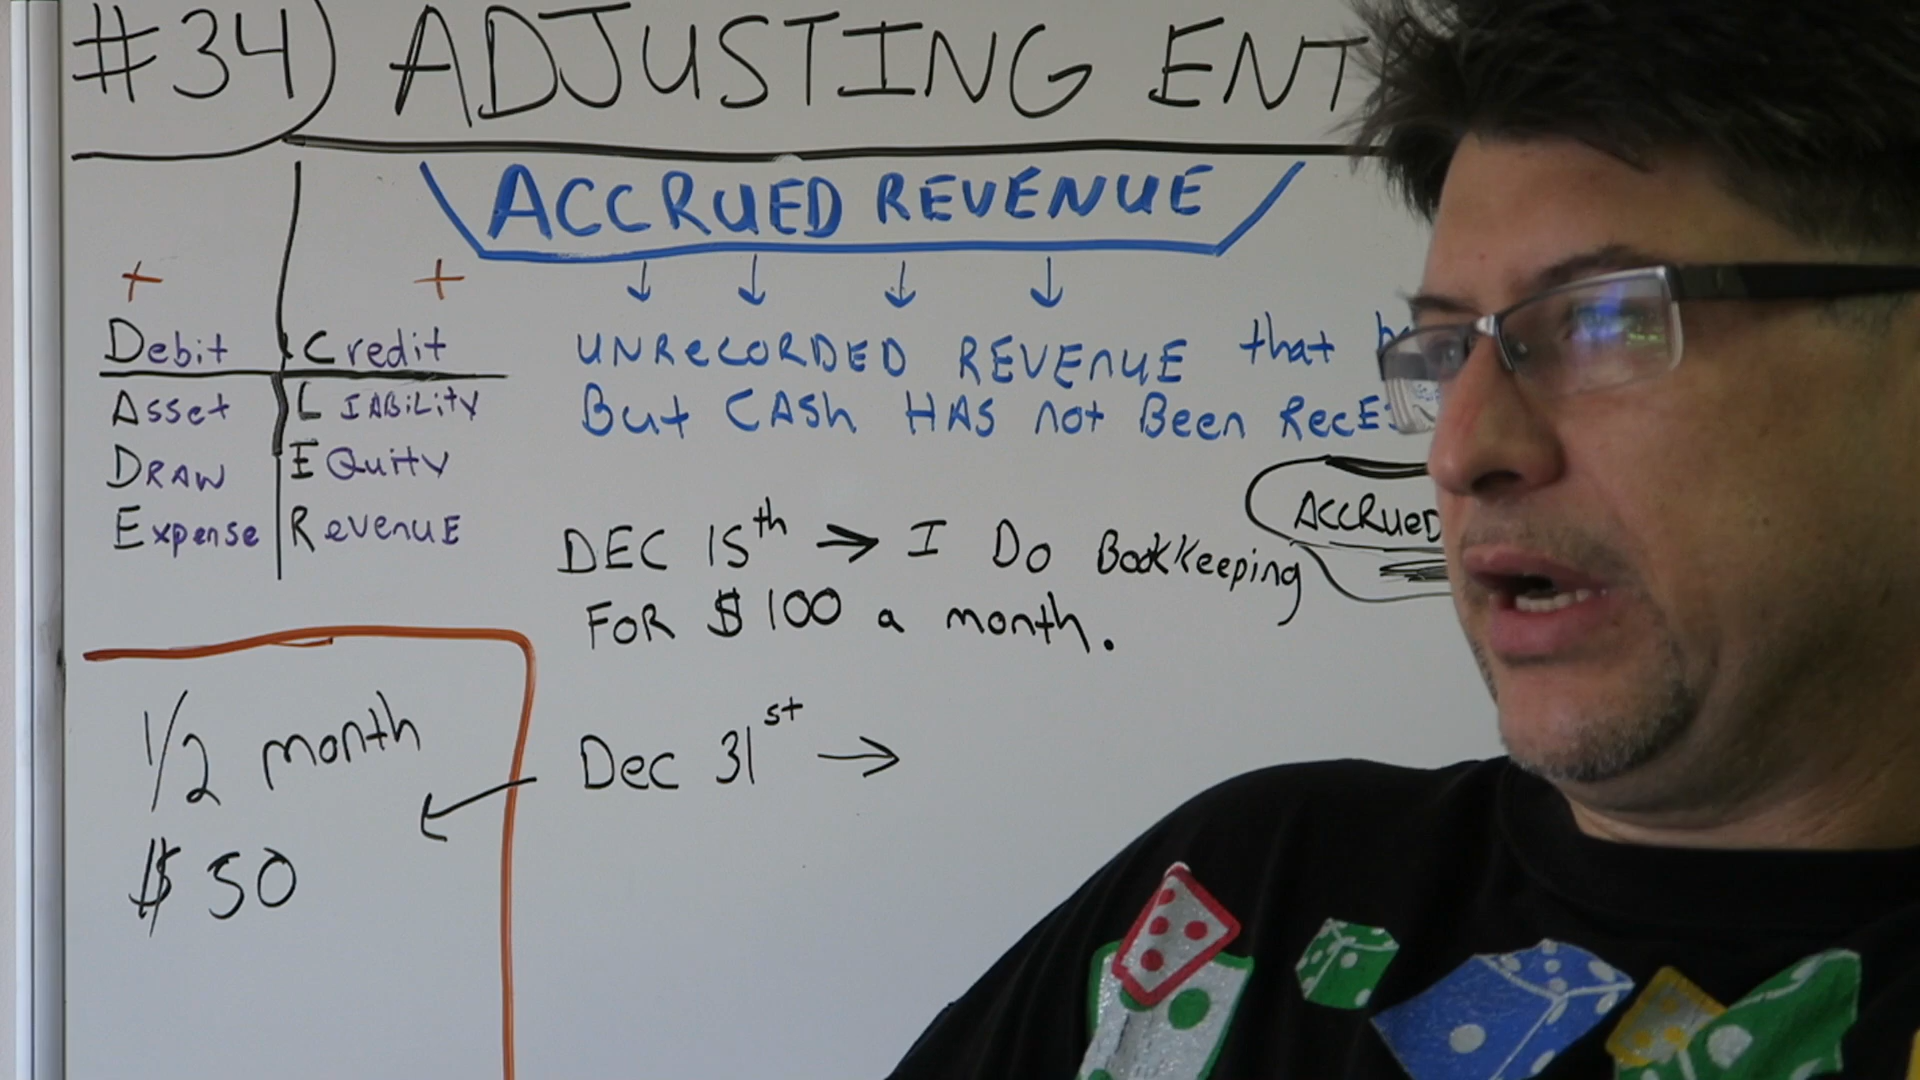 #34) ADJUSTING ENT
ACCRUED REVENUE
+ +
Debit Credit
Asset LIABiLity
DRAW EQuity
Expense RevenuE
UNReCORDED REVEnUE that
But CASh HAS not Been RecE
ACCRueD
DEC 15th → I Do BookKeeping
FOR $100 a month.
Dec 31st →
1/2 month
$50